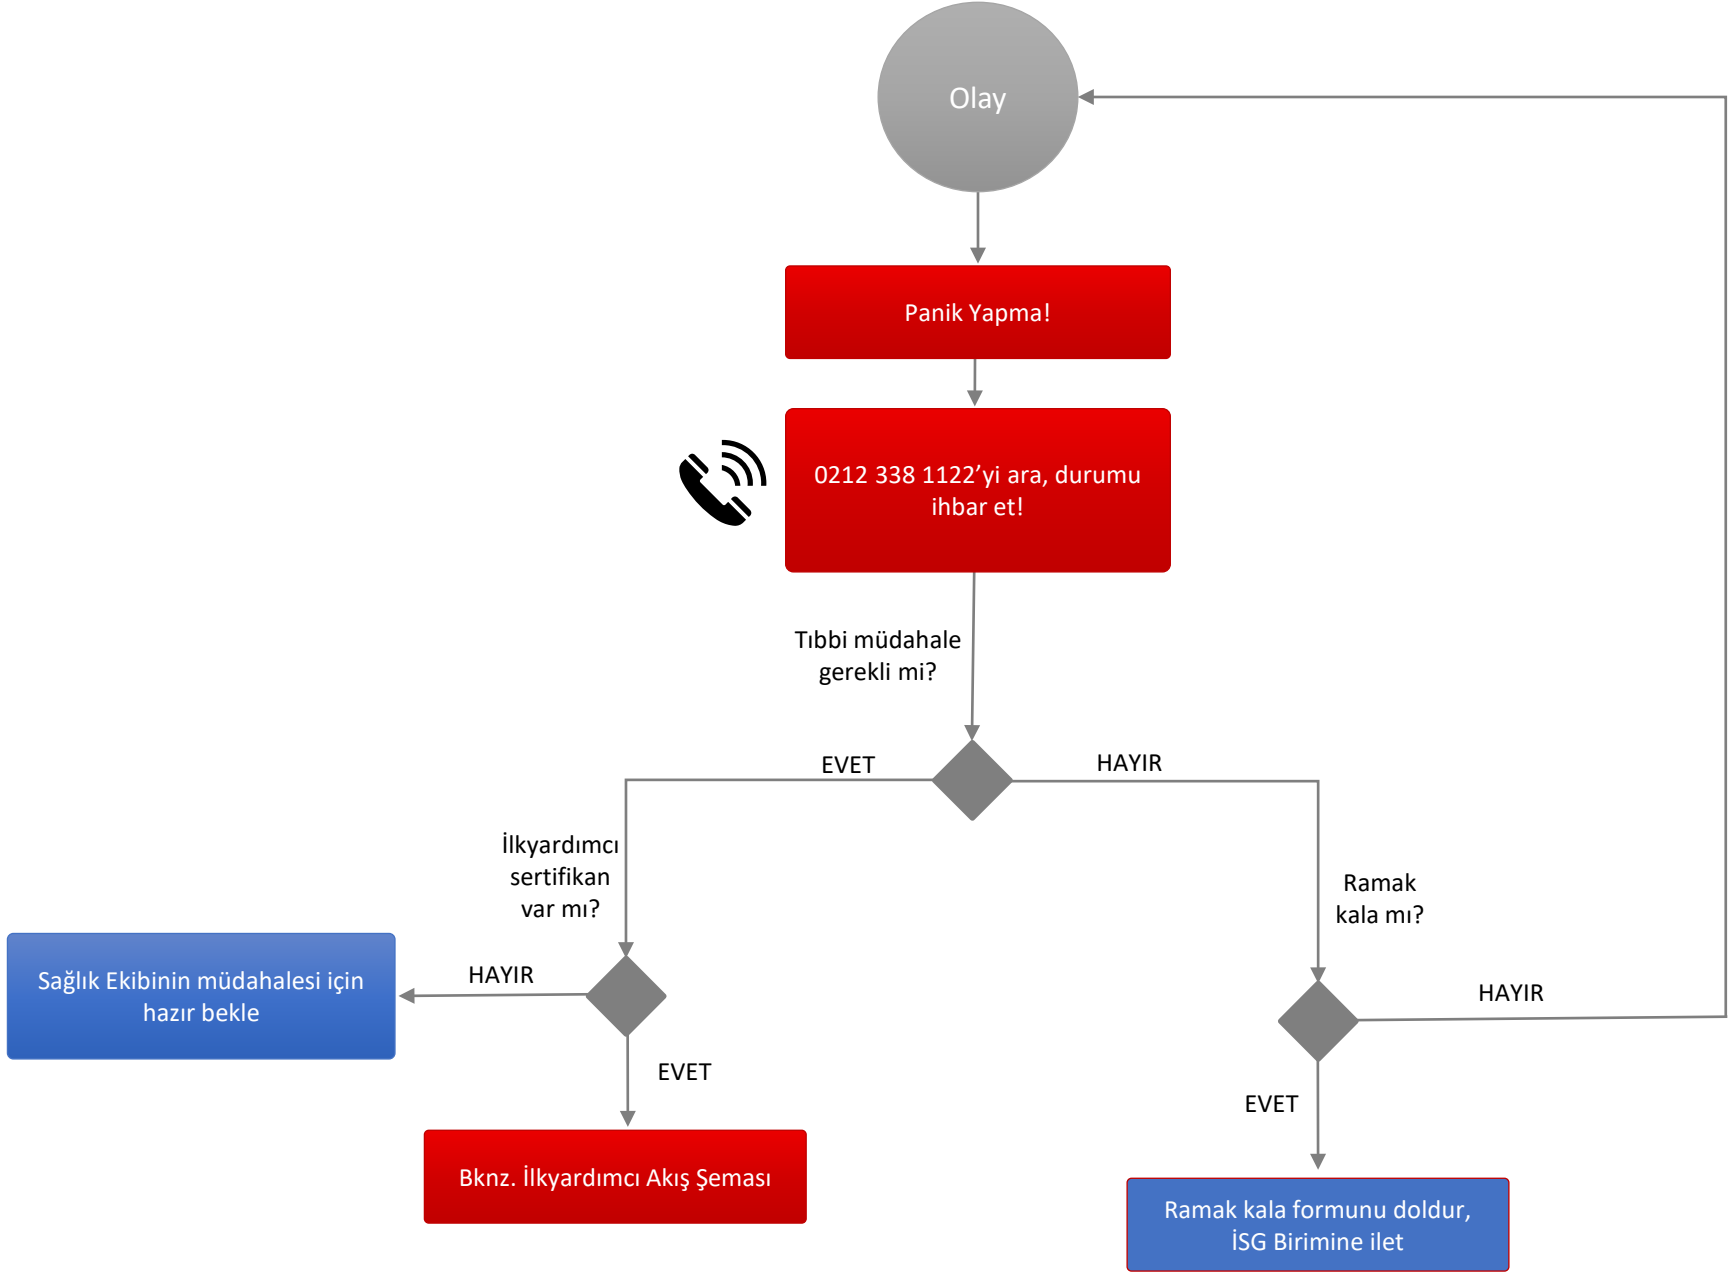 Olay
Panik Yapma!
0212 338 1122’yi ara, durumu
ihbar et!
Tıbbi müdahale
gerekli mi?
EVET
HAYIR
İlkyardımcı
sertifikan
var mı?
Ramak
kala mı?
Sağlık Ekibinin müdahalesi için
hazır bekle
HAYIR
HAYIR
EVET
EVET
Bknz. İlkyardımcı Akış Şeması
Ramak kala formunu doldur,
İSG Birimine ilet